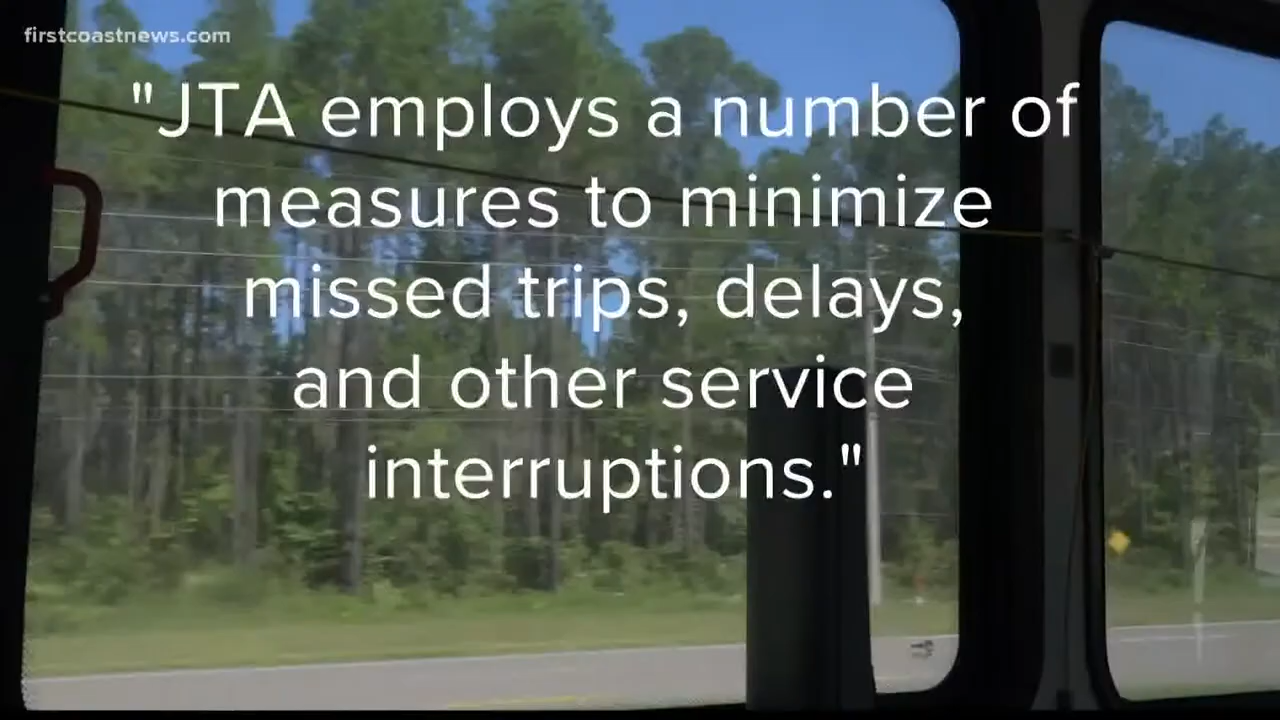 firstcoastnews.com
"JTA employs a number of
measures to minimize
missed trips, delays,
and other service
interruptions."